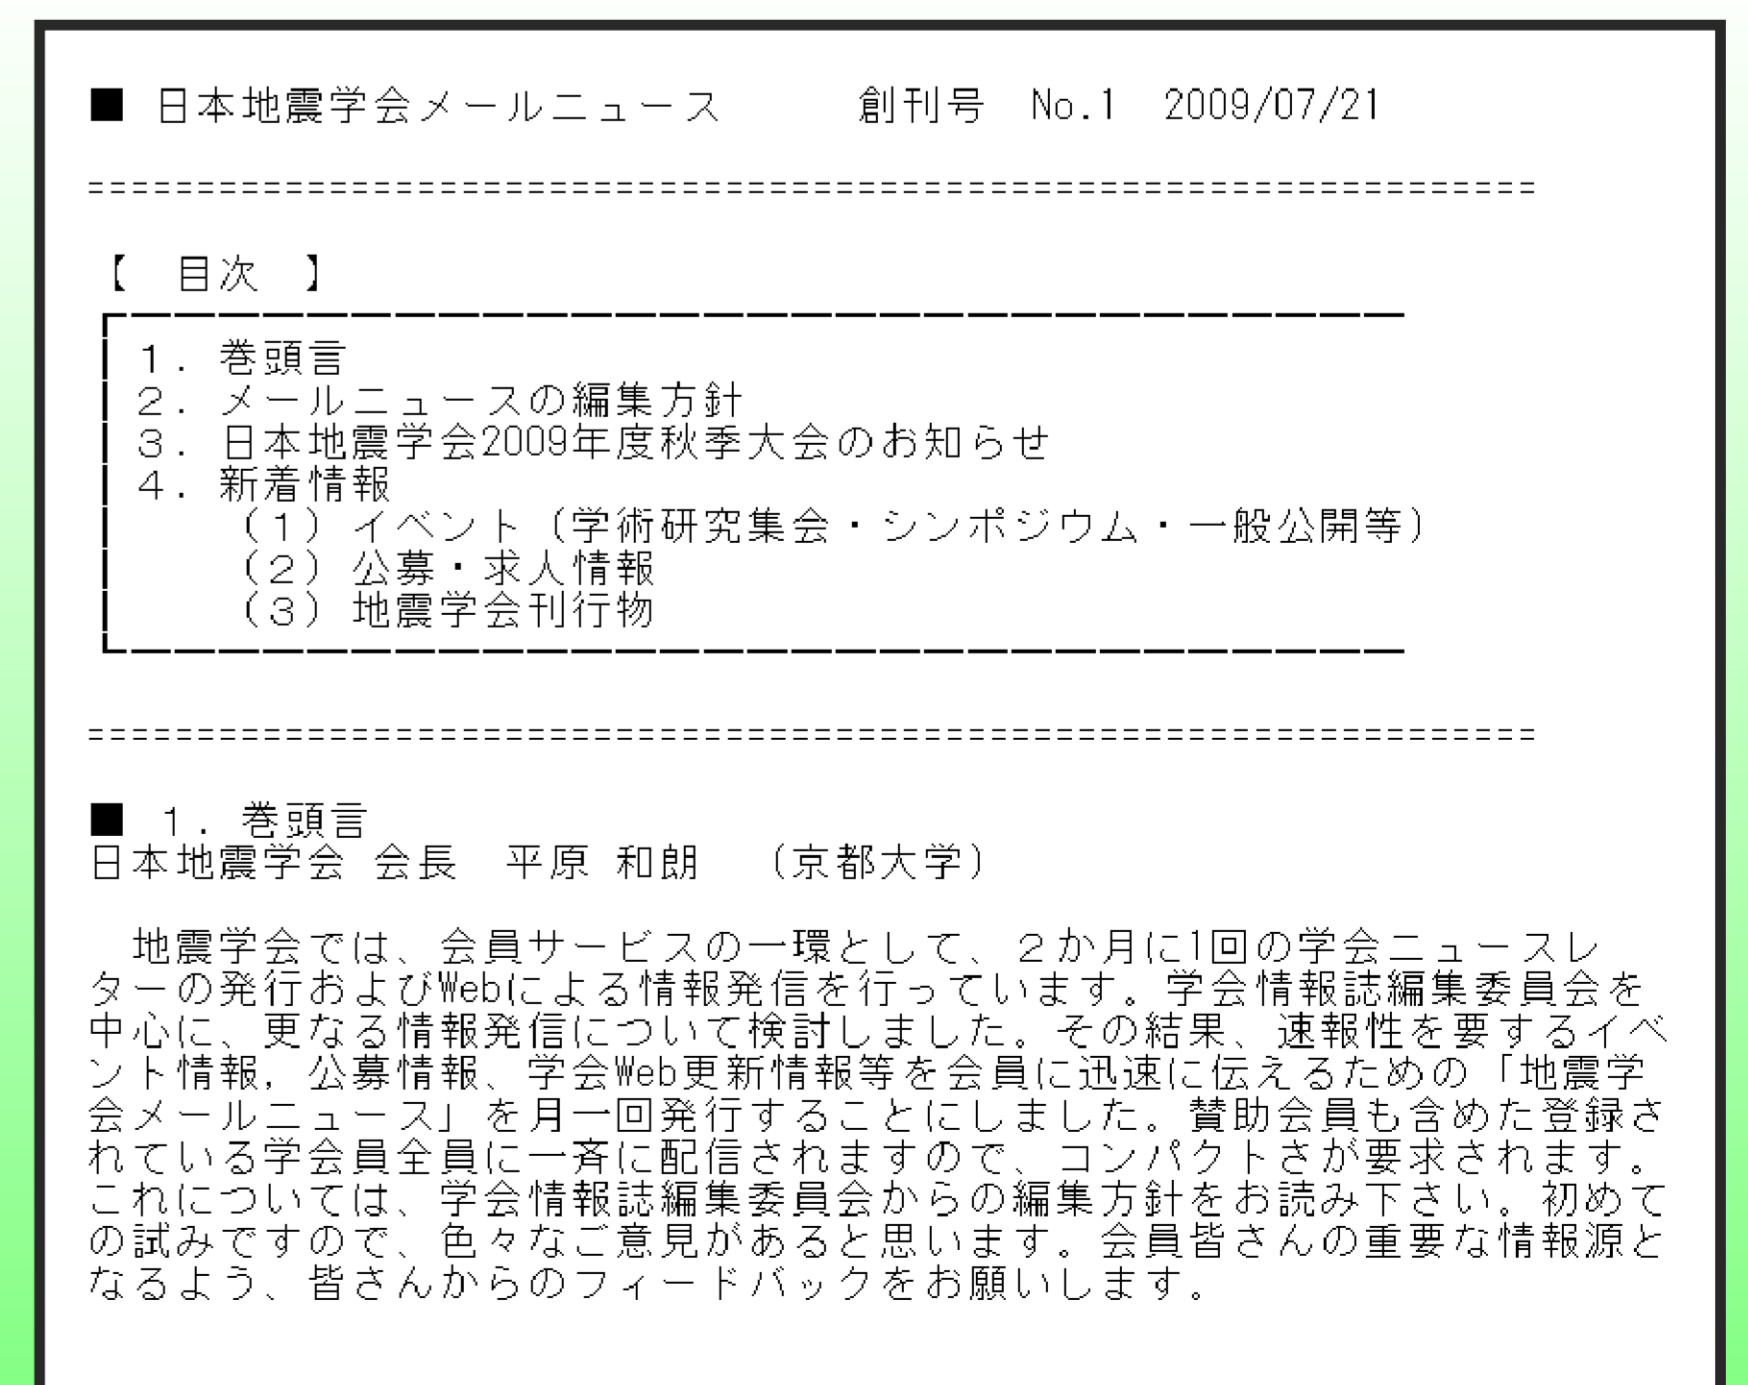 ■ 日本地震学会メールニュース　　　創刊号　No.1　2009/07/21
==================================================================
【　目次　】
１．巻頭言
２．メールニュースの編集方針
３．日本地震学会2009年度秋季大会のお知らせ
４．新着情報
（１）イベント（学術研究集会・シンポジウム・一般公開等）
（２）公募・求人情報
（３）地震学会刊行物
==================================================================
■ １．巻頭言
日本地震学会 会長　平原 和朗　（京都大学）
　地震学会では、会員サービスの一環として、２か月に1回の学会ニュースレ
ターの発行およびWebによる情報発信を行っています。学会情報誌編集委員会を
中心に、更なる情報発信について検討しました。その結果、速報性を要するイベ
ント情報，公募情報、学会Web更新情報等を会員に迅速に伝えるための「地震学
会メールニュース」を月一回発行することにしました。賛助会員も含めた登録さ
れている学会員全員に一斉に配信されますので、コンパクトさが要求されます。
これについては、学会情報誌編集委員会からの編集方針をお読み下さい。初めて
の試みですので、色々なご意見があると思います。会員皆さんの重要な情報源と
なるよう、皆さんからのフィードバックをお願いします。